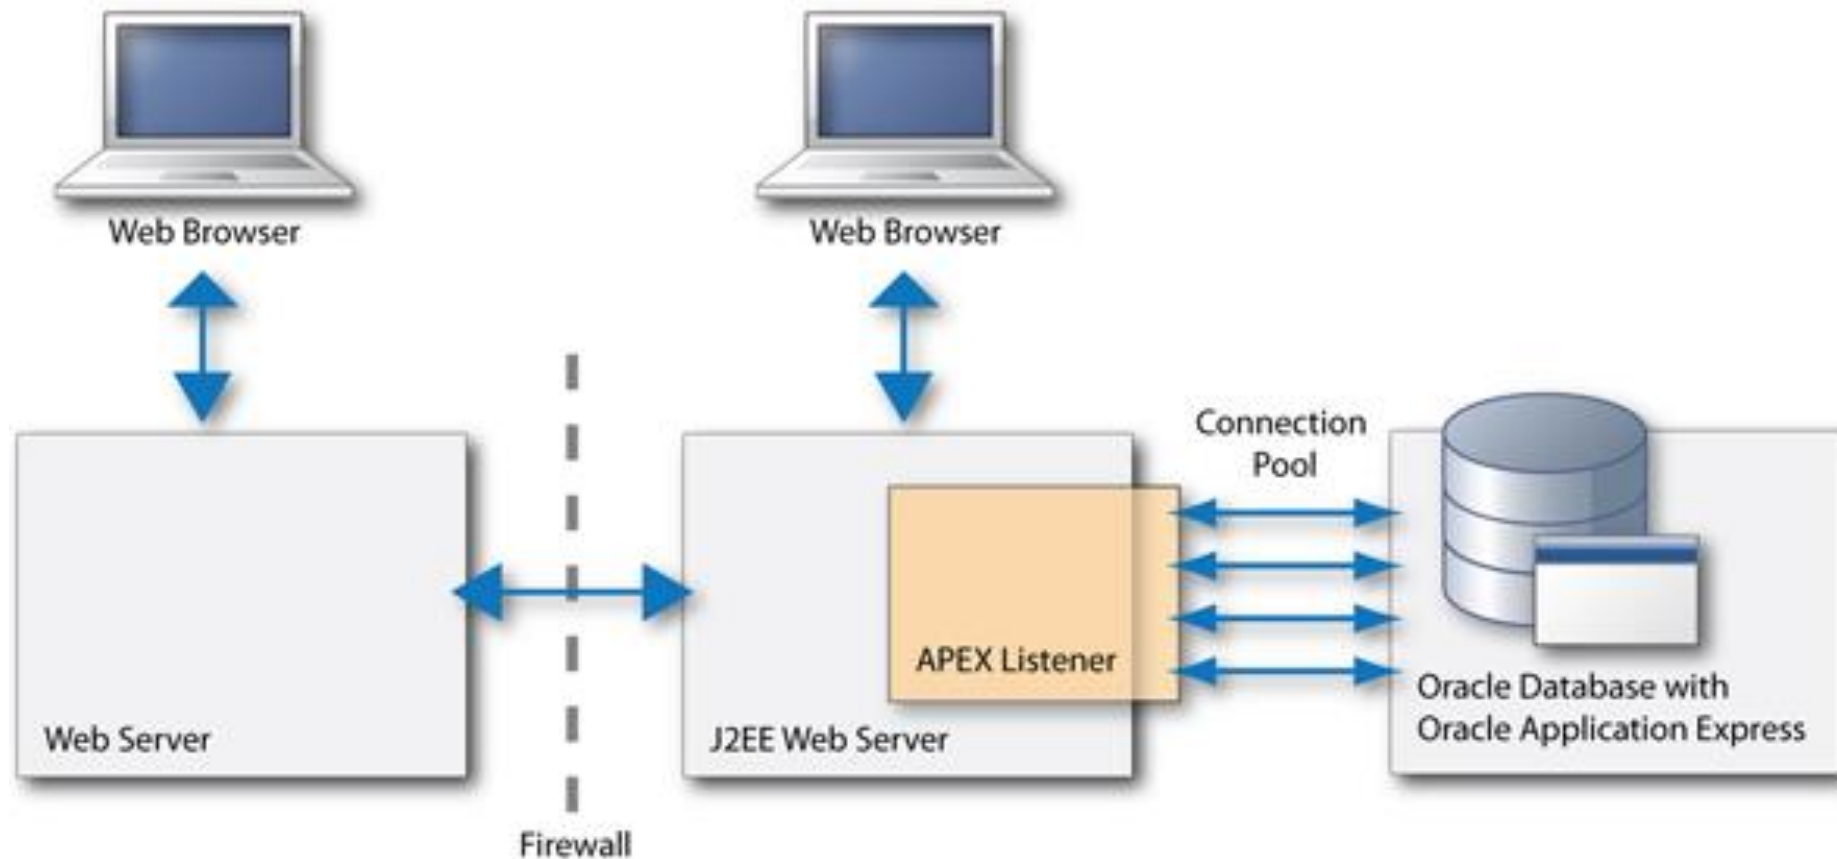 Web Browser
Web Browser
Connection
Pool
APEX Listener
Oracle Database with
Oracle Application Express
Web Server
J2EE Web Server
Firewall